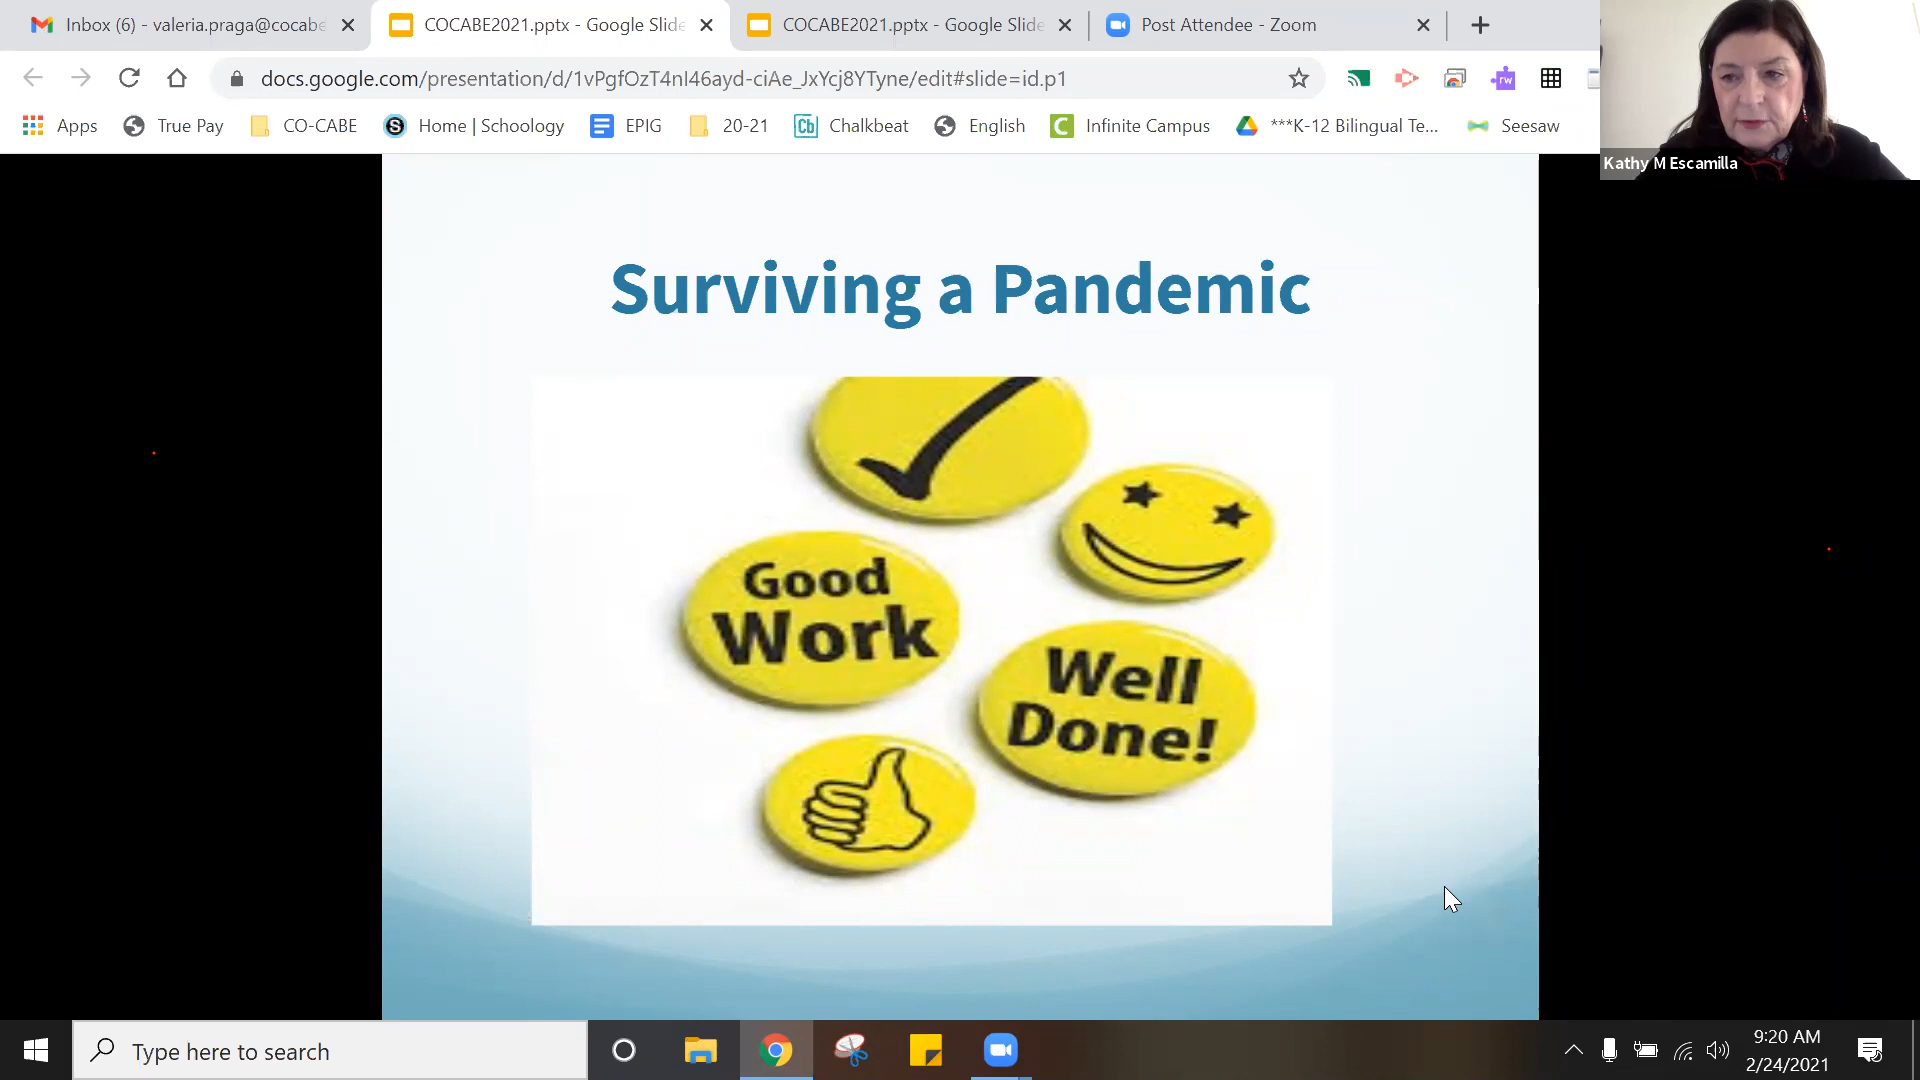 Inbox (6) - valeria.praga@cocabe
COCABE2021.pptx - Google Slide
COCABE2021.pptx - Google Slide
Post Attendee - Zoom
docs.google.com/presentation/d/1vPgfOzT4nI46ayd-ciAe_JxYcj8YTyne/edit#slide=id.p1
rw
Apps
True Pay
CO-CABE
Home | Schoology
EPIG
20-21
Chalkbeat
English
Infinite Campus
***K-12 Bilingual Te...
Seesaw
Kathy M Escamilla
Surviving a Pandemic
Good
Work
Well
Done!
Type here to search
9:20 AM
2/24/2021